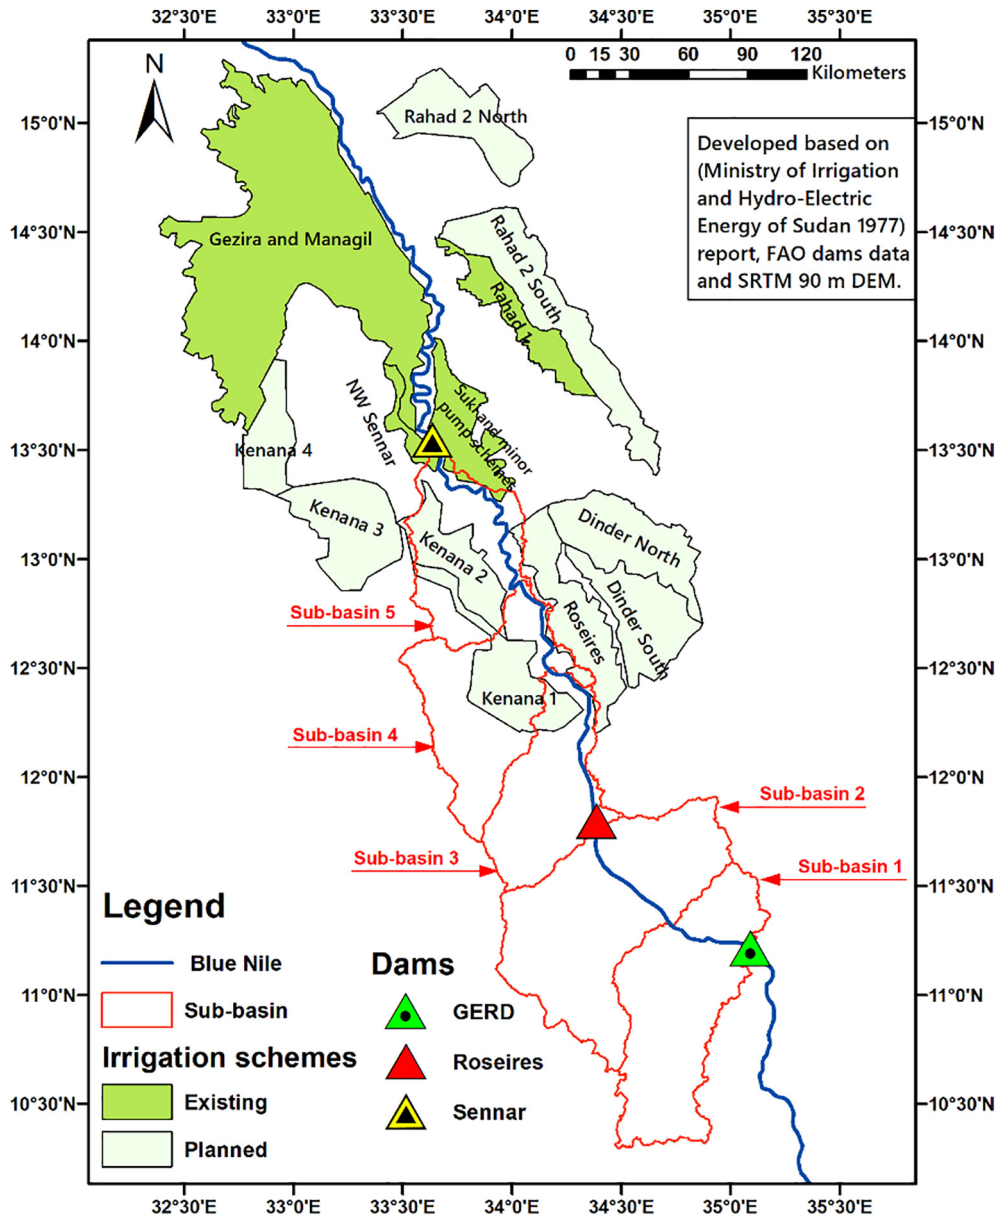 32°30'E 33°0'E 33°30'E 34°0'E 34°30'E 35°0'E 35°30'E
N
0 15 30 60 90 120
Kilometers
15°0'N
14°30'N
14°0'N
13°30'N
13°0'N
12°30'N
12°0'N
11°30'N
11°0'N
10°30'N
15°0'N
14°30'N
14°0'N
13°30'N
13°0'N
12°30'N
12°0'N
11°30'N
11°0'N
10°30'N
Developed based on
(Ministry of Irrigation
and Hydro-Electric
Energy of Sudan 1977)
report, FAO dams data
and SRTM 90 m DEM.
Rahad 2 North
Gezira and Managil
Rahad 2 South
Rahad 1
NW Sennar
Suki and minor
pump schemes
Kenana 4
Kenana 3
Kenana 2
Dinder North
Dinder South
Roseires
Kenana 1
Sub-basin 5
Sub-basin 4
Sub-basin 2
Sub-basin 3
Sub-basin 1
Legend
Blue Nile
Sub-basin
Irrigation schemes
Existing
Planned
Dams
GERD
Roseires
Sennar
32°30'E 33°0'E 33°30'E 34°0'E 34°30'E 35°0'E 35°30'E